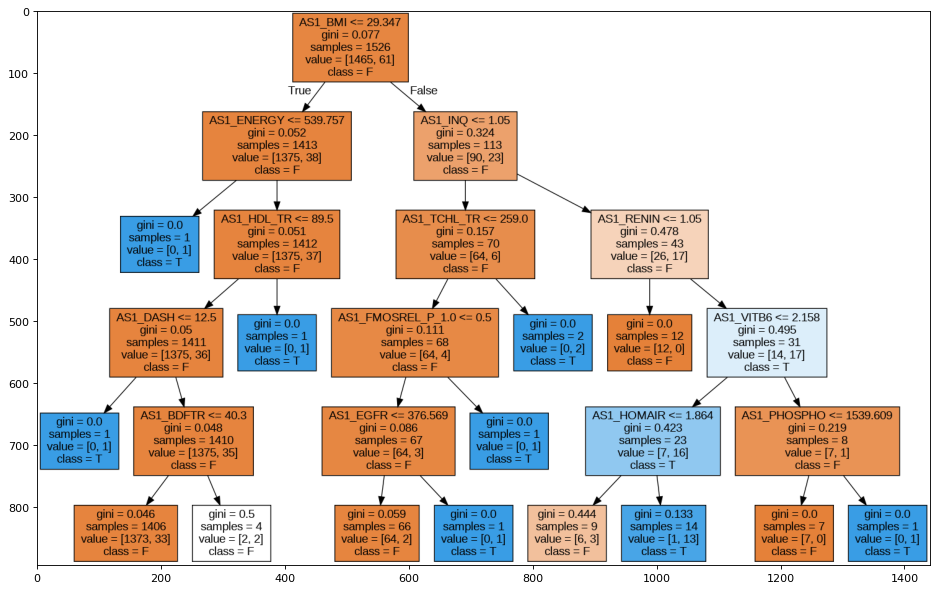 0
100
200
300
400
500
600
700
800
0
200
400
600
800
1000
1200
1400
AS1_BMI <= 29.347
gini = 0.077
samples = 1526
value = [1465, 61]
class = F
True
False
AS1_ENERGY <= 539.757
gini = 0.052
samples = 1413
value = [1375, 38]
class = F
AS1_INQ <= 1.05
gini = 0.324
samples = 113
value = [90, 23]
class = F
gini = 0.0
samples = 1
value = [0, 1]
class = T
AS1_HDL_TR <= 89.5
gini = 0.051
samples = 1412
value = [1375, 37]
class = F
AS1_TCHL_TR <= 259.0
gini = 0.157
samples = 70
value = [64, 6]
class = F
AS1_RENIN <= 1.05
gini = 0.478
samples = 43
value = [26, 17]
class = F
AS1_DASH <= 12.5
gini = 0.05
samples = 1411
value = [1375, 36]
class = F
gini = 0.0
samples = 1
value = [0, 1]
class = T
AS1_FMOSREL_P_1.0 <= 0.5
gini = 0.111
samples = 68
value = [64, 4]
class = F
gini = 0.0
samples = 2
value = [0, 2]
class = T
gini = 0.0
samples = 12
value = [12, 0]
class = F
AS1_VITB6 <= 2.158
gini = 0.495
samples = 31
value = [14, 17]
class = T
gini = 0.0
samples = 1
value = [0, 1]
class = T
AS1_BDFTR <= 40.3
gini = 0.048
samples = 1410
value = [1375, 35]
class = F
AS1_EGFR <= 376.569
gini = 0.086
samples = 67
value = [64, 3]
class = F
gini = 0.0
samples = 1
value = [0, 1]
class = T
AS1_HOMAIR <= 1.864
gini = 0.423
samples = 23
value = [7, 16]
class = T
AS1_PHOSPHO <= 1539.609
gini = 0.219
samples = 8
value = [7, 1]
class = F
gini = 0.046
samples = 1406
value = [1373, 33]
class = F
gini = 0.5
samples = 4
value = [2, 2]
class = F
gini = 0.059
samples = 66
value = [64, 2]
class = F
gini = 0.0
samples = 1
value = [0, 1]
class = T
gini = 0.444
samples = 9
value = [6, 3]
class = F
gini = 0.133
samples = 14
value = [1, 13]
class = T
gini = 0.0
samples = 7
value = [7, 0]
class = F
gini = 0.0
samples = 1
value = [0, 1]
class = T